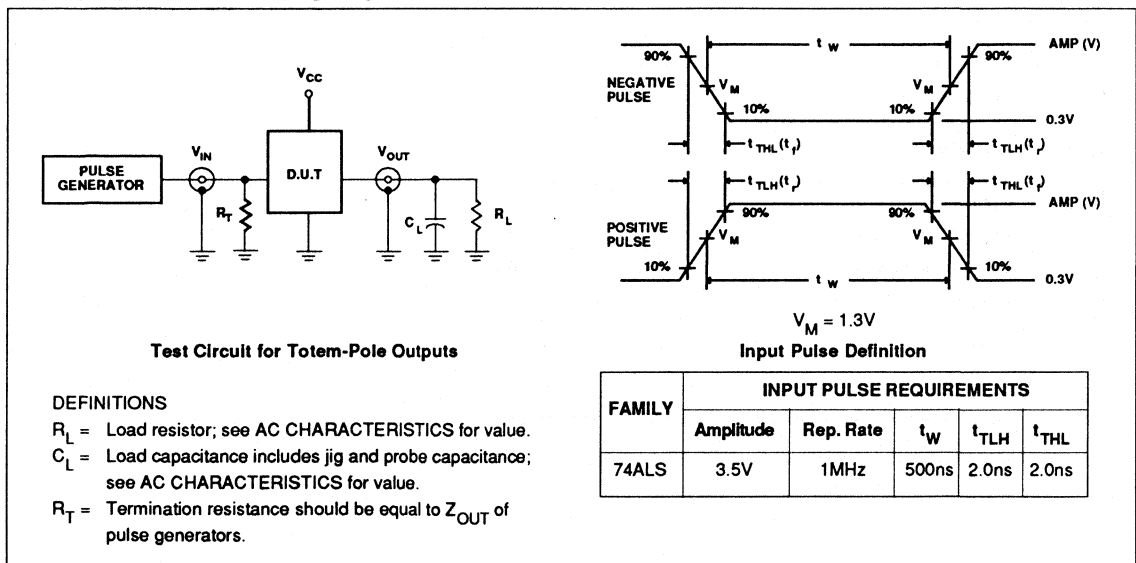 V_CC
V_IN
V_OUT
PULSE
GENERATOR
D.U.T
R_T
C_L
R_L
Test Circuit for Totem-Pole Outputs
DEFINITIONS
R_L = Load resistor; see AC CHARACTERISTICS for value.
C_L = Load capacitance includes jig and probe capacitance;
see AC CHARACTERISTICS for value.
R_T = Termination resistance should be equal to Z_OUT of
pulse generators.
t_W
AMP (V)
90%
90%
NEGATIVE
PULSE
V_M
V_M
10%
10%
0.3V
t_THL(t_f)
t_TLH(t_r)
t_TLH(t_r)
t_THL(t_f)
AMP (V)
90%
90%
POSITIVE
PULSE
V_M
V_M
10%
10%
t_W
0.3V
V_M = 1.3V
Input Pulse Definition
FAMILY
INPUT PULSE REQUIREMENTS
Amplitude Rep. Rate t_W t_TLH t_THL
74ALS 3.5V 1MHz 500ns 2.0ns 2.0ns